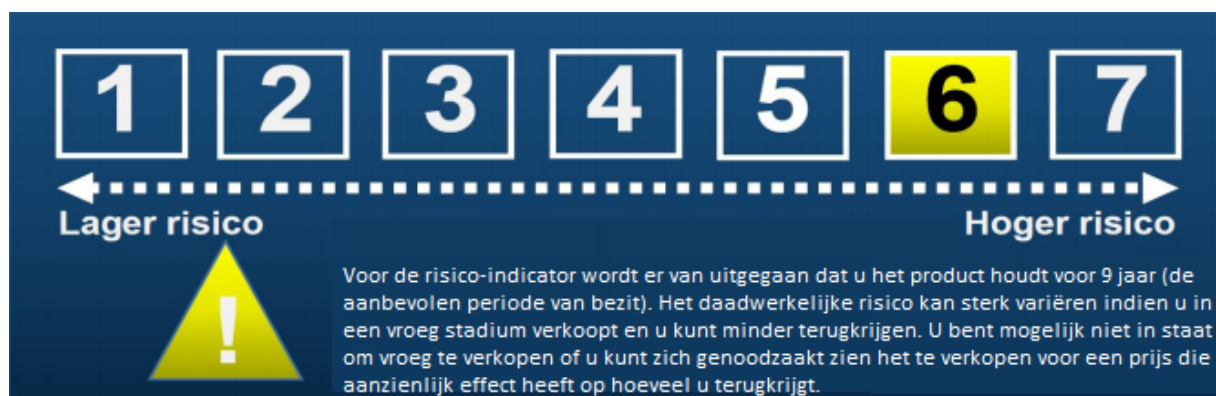 1 2 3 4 5 6 7
Lager risico Hoger risico
!
Voor de risico-indicator wordt er van uitgegaan dat u het product houdt voor 9 jaar (de
aanbevolen periode van bezit). Het daadwerkelijke risico kan sterk variëren indien u in
een vroeg stadium verkoopt en u kunt minder terugkrijgen. U bent mogelijk niet in staat
om vroeg te verkopen of u kunt zich genoodzaakt zien het te verkopen voor een prijs die
aanzienlijk effect heeft op hoeveel u terugkrijgt.